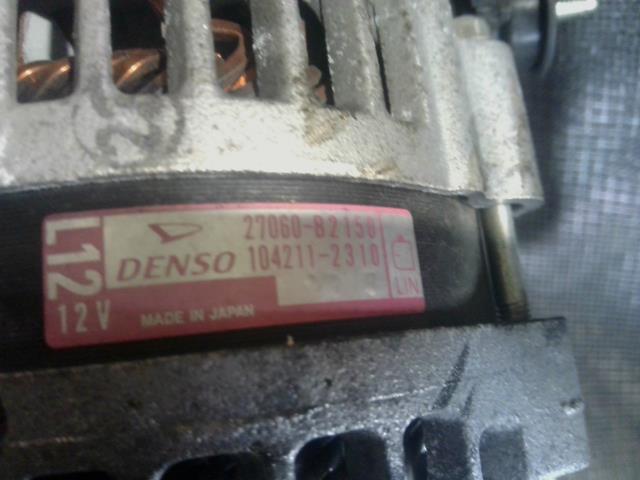 L12
27060-B2150
DENSO 104211-2310
LIN
12V MADE IN JAPAN